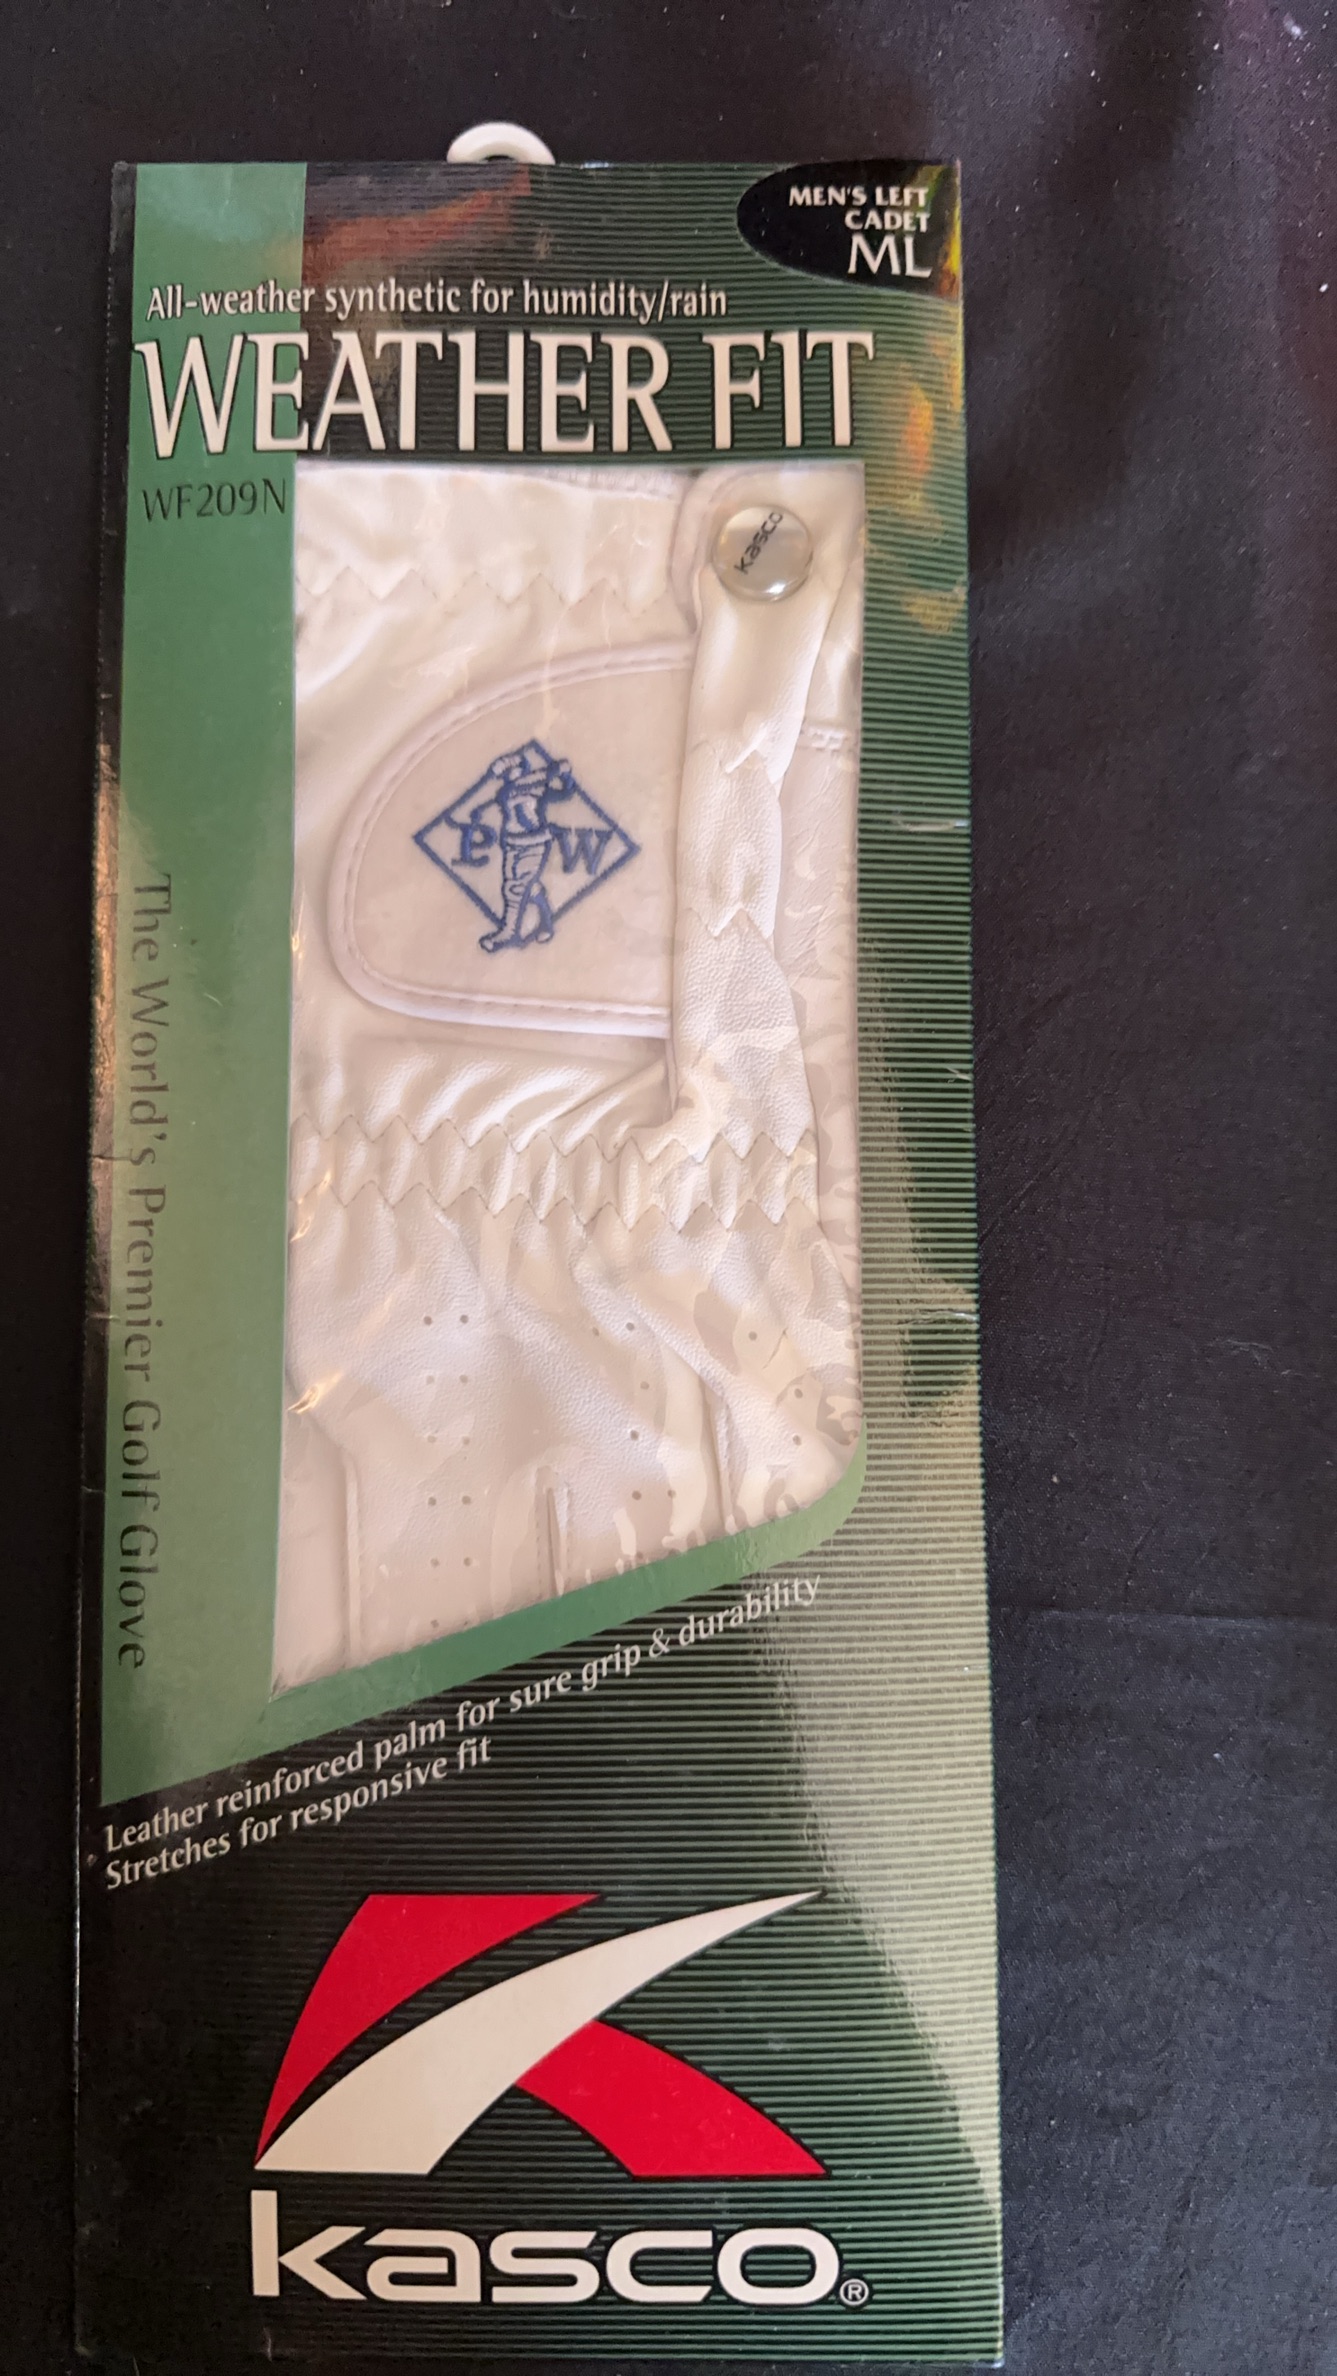 MEN'S LEFT
CADET
ML
All-weather synthetic for humidity/rain
WEATHER FIT
WF209N
kasco
P W
The World's Premier Golf Glove
Leather reinforced palm for sure grip & durability
Stretches for responsive fit
kasco®